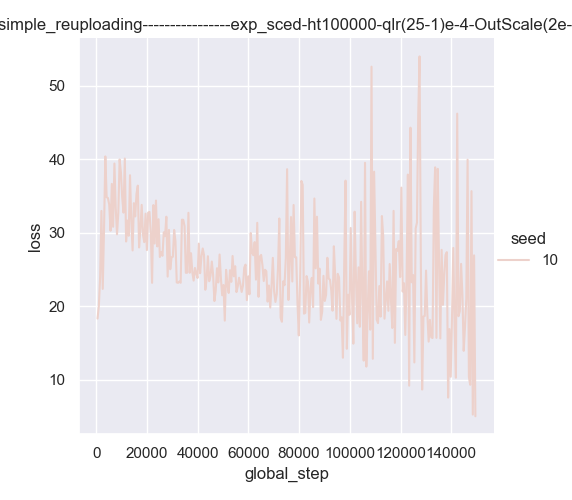 simple_reuploading----------------exp_sced-ht100000-qlr(25-1)e-4-OutScale(2e-
50
40
30
20
10
loss
0 20000 40000 60000 80000 100000 120000 140000
global_step
seed
10